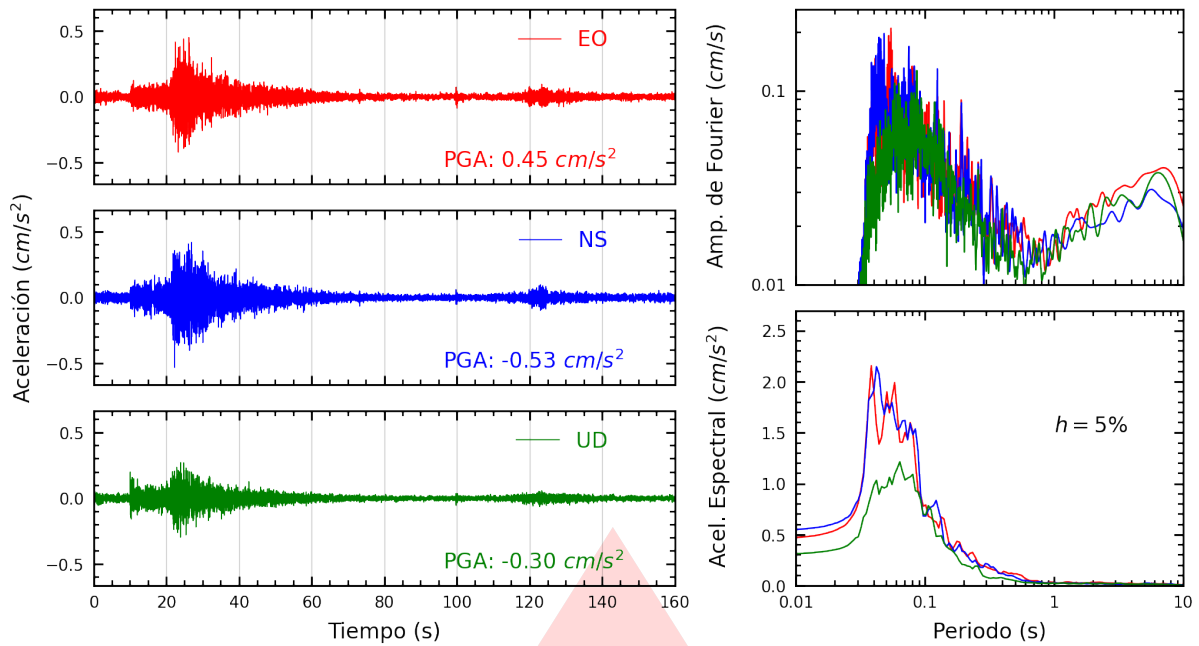 Aceleración (cm/s²)
0.5
0.0
−0.5
EO
PGA: 0.45 cm/s²
0.5
0.0
−0.5
NS
PGA: -0.53 cm/s²
0.5
0.0
−0.5
UD
PGA: -0.30 cm/s²
0 20 40 60 80 100 120 140 160
Tiempo (s)
Amp. de Fourier (cm/s)
0.1
0.01
Acel. Espectral (cm/s²)
2.5
2.0
1.5
1.0
0.5
0.0
h = 5%
0.01 0.1 1 10
Periodo (s)